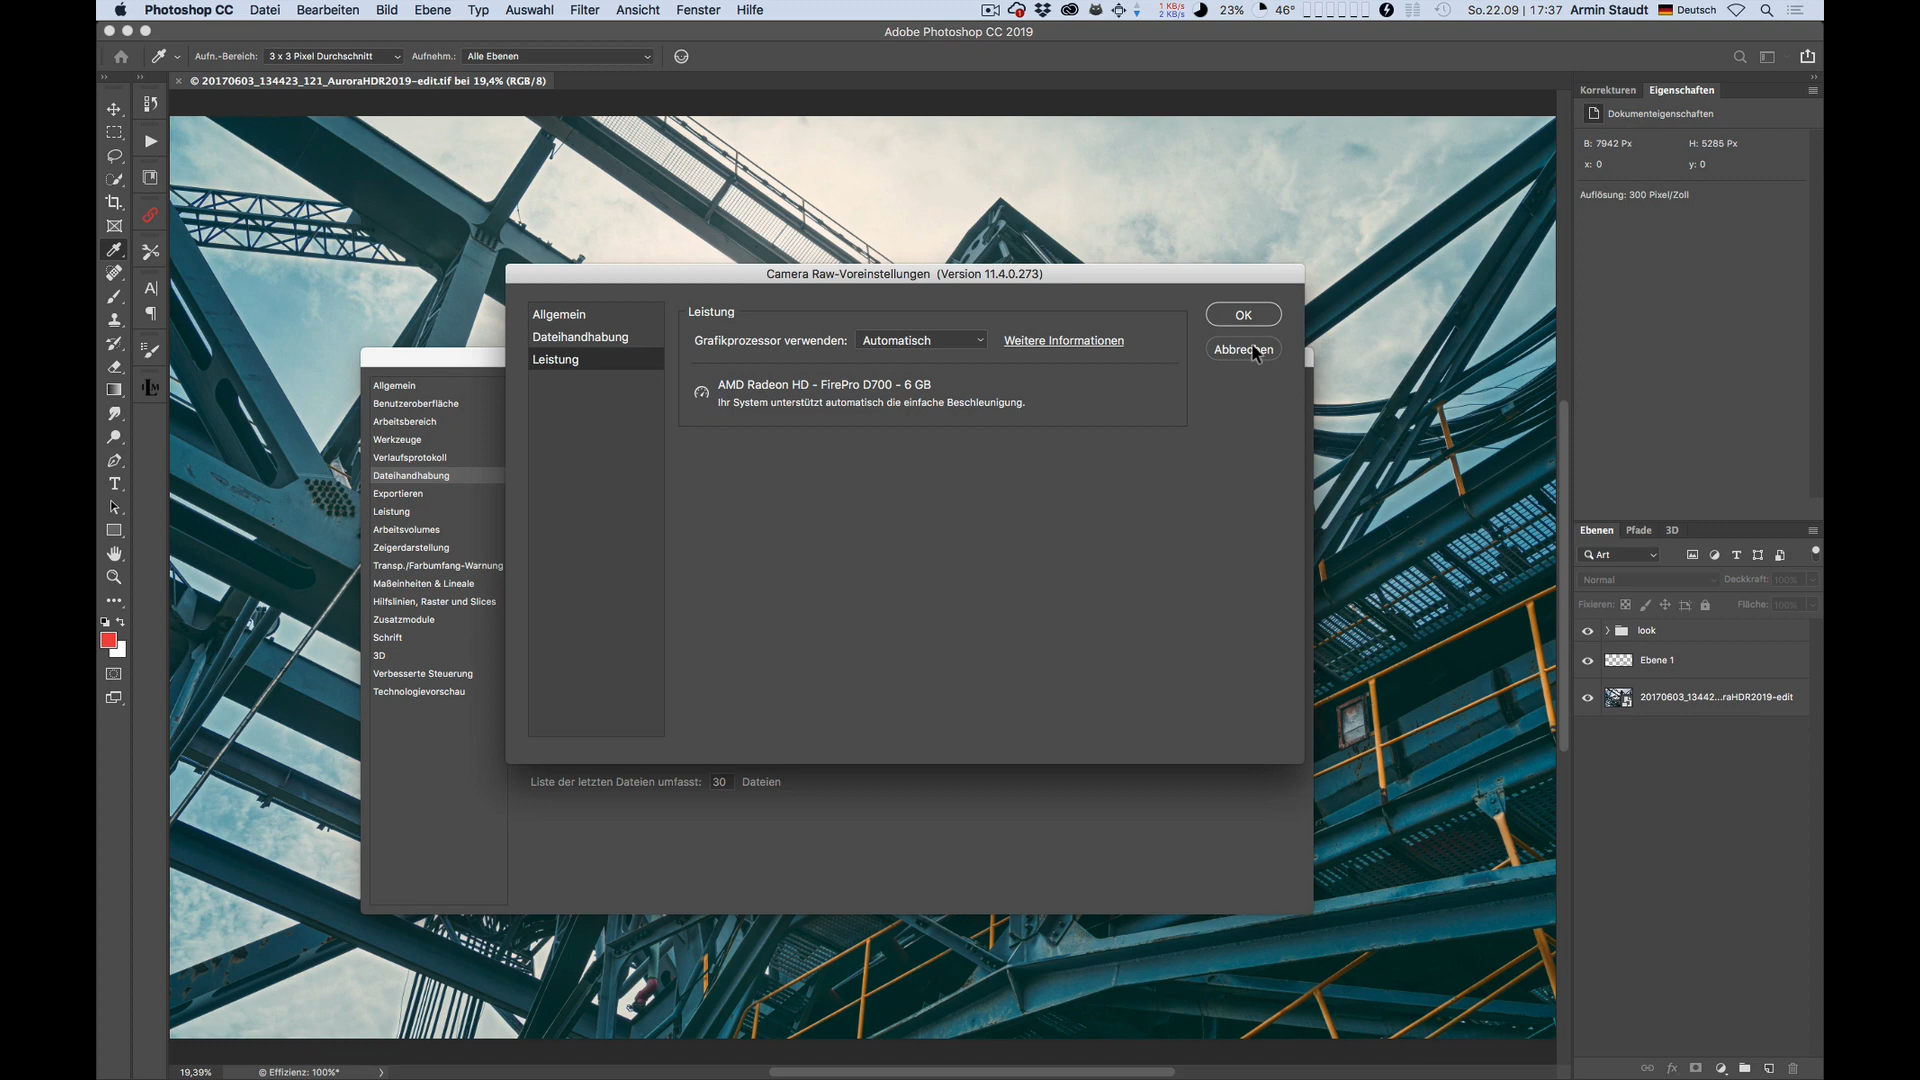 Photoshop CC Datei Bearbeiten Bild Ebene Typ Auswahl Filter Ansicht Fenster Hilfe
1 KB/s
2 KB/s
23% 46° So.22.09 | 17:37 Armin Staudt Deutsch
Adobe Photoshop CC 2019
Aufn.-Bereich: 3 x 3 Pixel Durchschnitt Aufnehm.: Alle Ebenen
© 20170603_134423_121_AuroraHDR2019-edit.tif bei 19,4% (RGB/8)
Korrekturen Eigenschaften
Dokumenteigenschaften
B: 7942 Px H: 5285 Px
x: 0 y: 0
Auflösung: 300 Pixel/Zoll
Camera Raw-Voreinstellungen (Version 11.4.0.273)
Allgemein
Dateihandhabung
Leistung
Leistung
Grafikprozessor verwenden: Automatisch Weitere Informationen
AMD Radeon HD - FirePro D700 - 6 GB
Ihr System unterstützt automatisch die einfache Beschleunigung.
OK
Abbrechen
Allgemein
Benutzeroberfläche
Arbeitsbereich
Werkzeuge
Verlaufsprotokoll
Dateihandhabung
Exportieren
Leistung
Arbeitsvolumes
Zeigerdarstellung
Transp./Farbumfang-Warnung
Maßeinheiten & Lineale
Hilfslinien, Raster und Slices
Zusatzmodule
Schrift
3D
Verbesserte Steuerung
Technologievorschau
Liste der letzten Dateien umfasst: 30 Dateien
Ebenen Pfade 3D
Art
Normal Deckkraft: 100%
Fixieren: Fläche: 100%
look
Ebene 1
20170603_13442...raHDR2019-edit
19,39% © Effizienz: 100%*